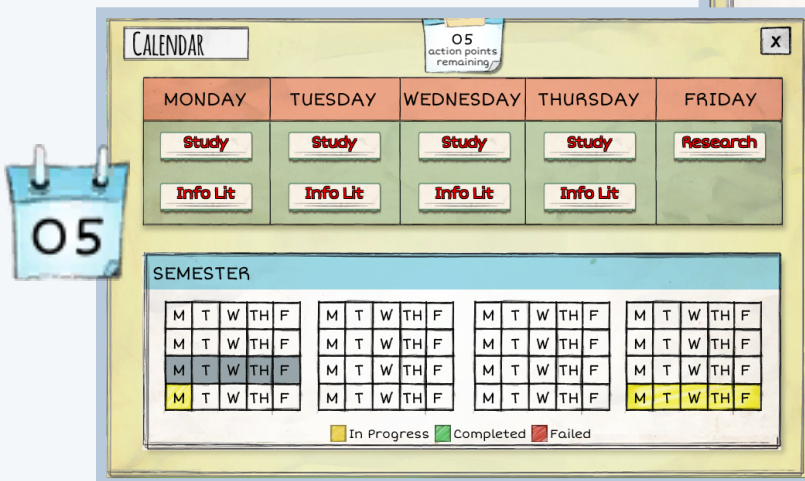 CALENDAR
05
action points
remaining
X
MONDAY TUESDAY WEDNESDAY THURSDAY FRIDAY
Study Study Study Study Research
Info Lit Info Lit Info Lit Info Lit
05
SEMESTER
M T W TH F M T W TH F M T W TH F M T W TH F
M T W TH F M T W TH F M T W TH F M T W TH F
M T W TH F M T W TH F M T W TH F M T W TH F
M T W TH F M T W TH F M T W TH F M T W TH F
In Progress Completed Failed